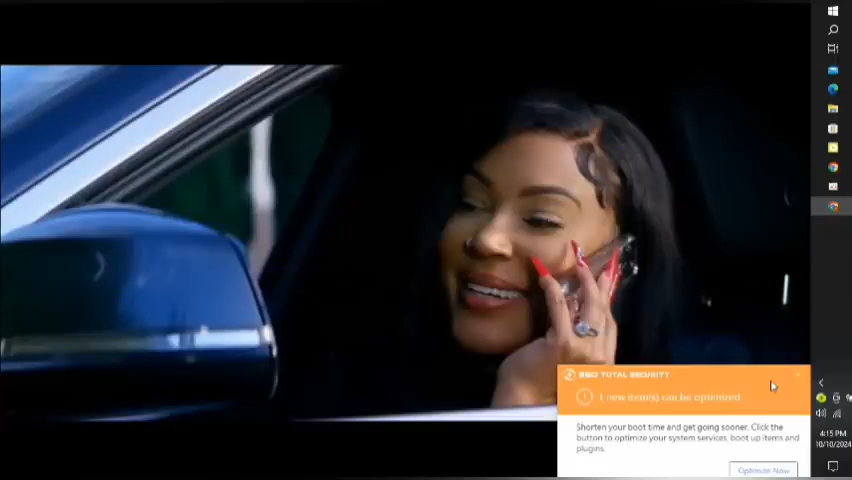 360 TOTAL SECURITY
1 new item(s) can be optimized
Shorten your boot time and get going sooner. Click the
button to optimize your system services, boot up items and
plugins.
Optimize Now
4:15 PM
10/10/2024